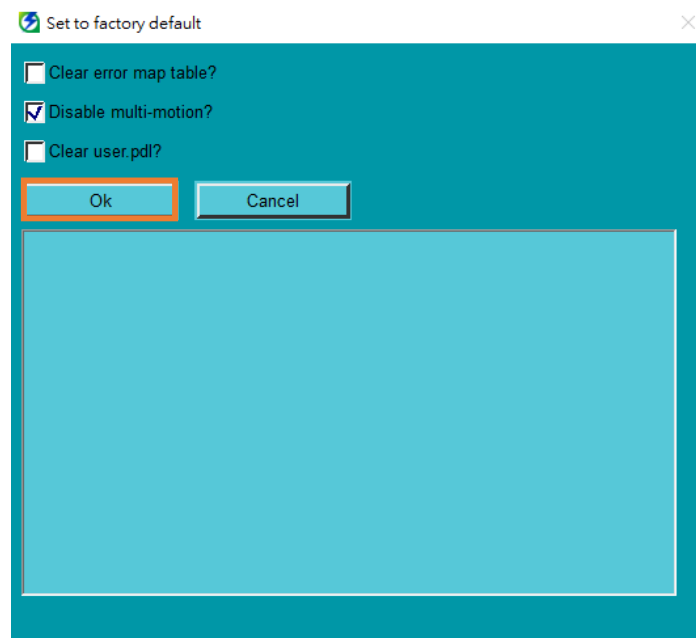 Set to factory default
Clear error map table?
Disable multi-motion?
Clear user.pdl?
Ok Cancel